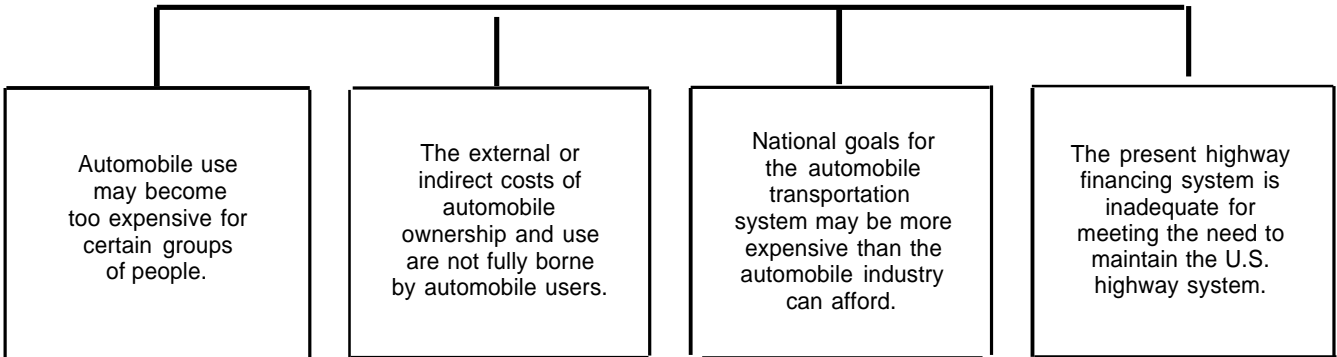 Automobile use
may become
too expensive for
certain groups
of people.
The external or
indirect costs of
automobile
ownership and use
are not fully borne
by automobile users.
National goals for
the automobile
transportation
system may be more
expensive than the
automobile industry
can afford.
The present highway
financing system is
inadequate for
meeting the need to
maintain the U.S.
highway system.